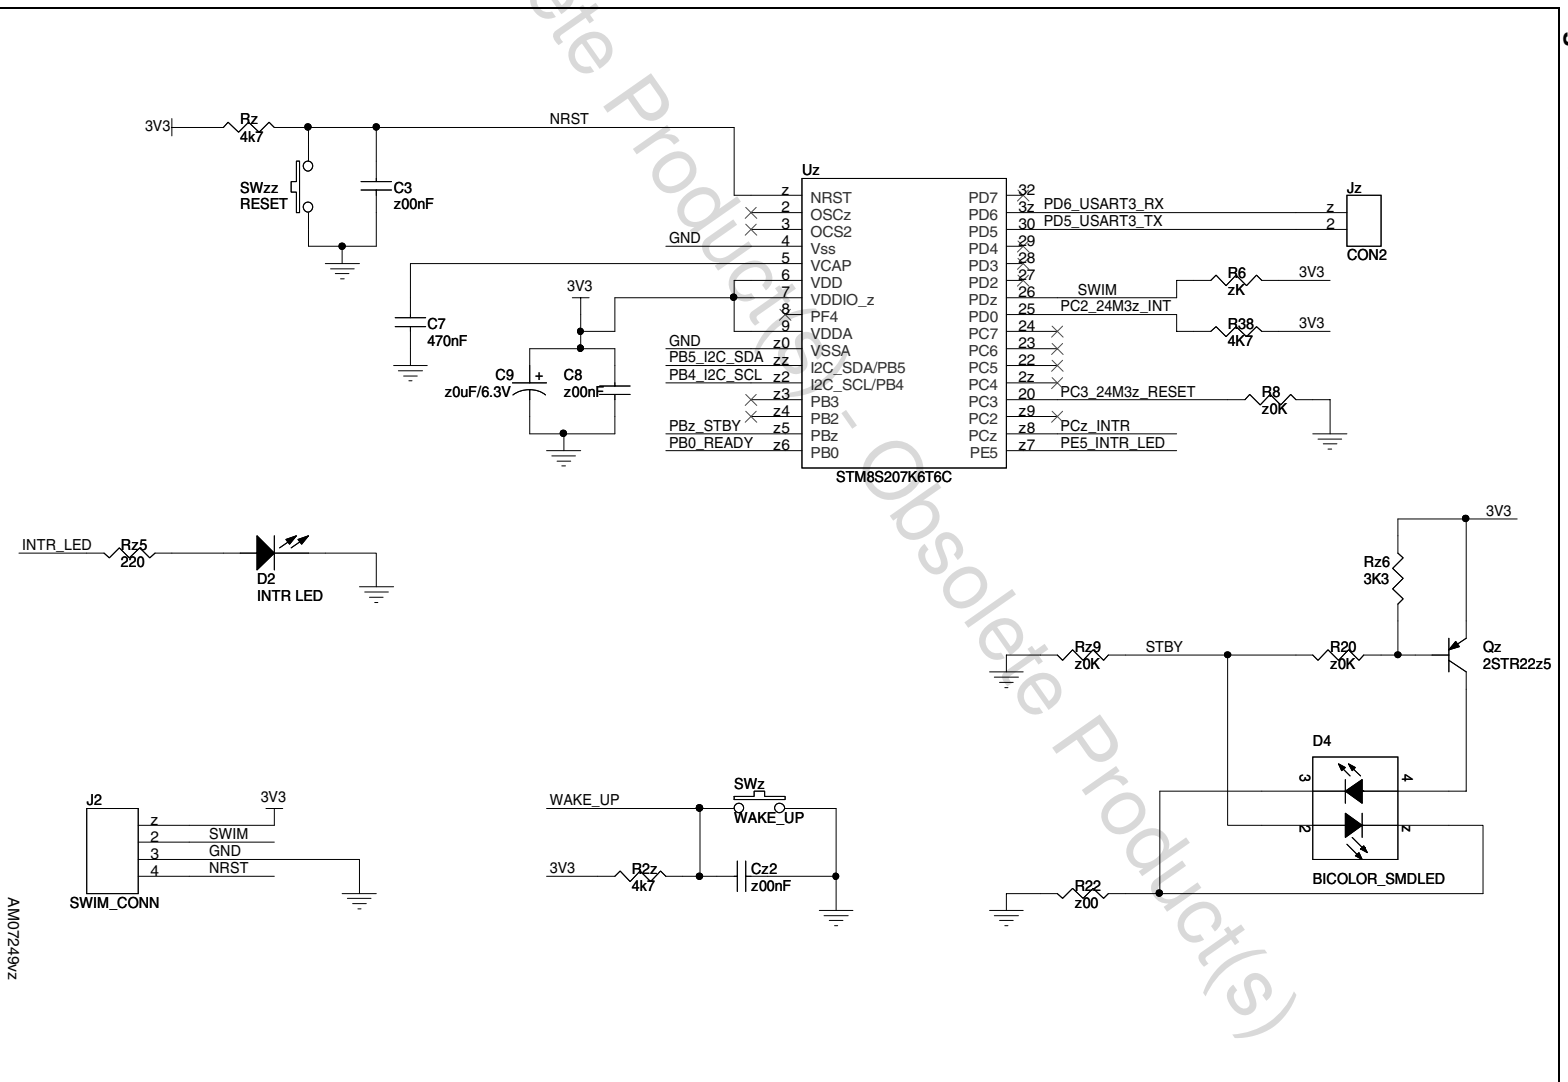 3V3
Rz
4k7
NRST
SWzz
RESET
C3
z00nF
C7
470nF
3V3
C9
z0uF/6.3V
+
C8
z00nF
GND
GND
PB5_I2C_SDA
PB4_I2C_SCL
PBz_STBY
PB0_READY
Uz
z NRST
2 OSCz
3 OCS2
4 Vss
5 VCAP
6 VDD
7 VDDIO_z
8 PF4
9 VDDA
z0 VSSA
zz I2C_SDA/PB5
z2 I2C_SCL/PB4
z3 PB3
z4 PB2
z5 PBz
z6 PB0
PD7 32
PD6 3z
PD5 30
PD4 29
PD3 28
PD2 27
PDz 26
PD0 25
PC7 24
PC6 23
PC5 22
PC4 2z
PC3 20
PC2 z9
PCz z8
PE5 z7
STM8S207K6T6C
PD6_USART3_RX
PD5_USART3_TX
Jz
z
2
CON2
SWIM
R6
zK
3V3
PC2_24M3z_INT
R38
4K7
3V3
PC3_24M3z_RESET
R8
z0K
PCz_INTR
PE5_INTR_LED
INTR_LED
Rz5
220
D2
INTR LED
3V3
Rz6
3K3
Rz9
z0K
STBY
R20
z0K
Qz
2STR22z5
D4
3
4
2
z
BICOLOR_SMDLED
R22
z00
J2
3V3
z
2 SWIM
3 GND
4 NRST
SWIM_CONN
WAKE_UP
SWz
WAKE_UP
3V3
R2z
4k7
Cz2
z00nF
AM07249vz
ete Product(s) - Obsolete Product(s)